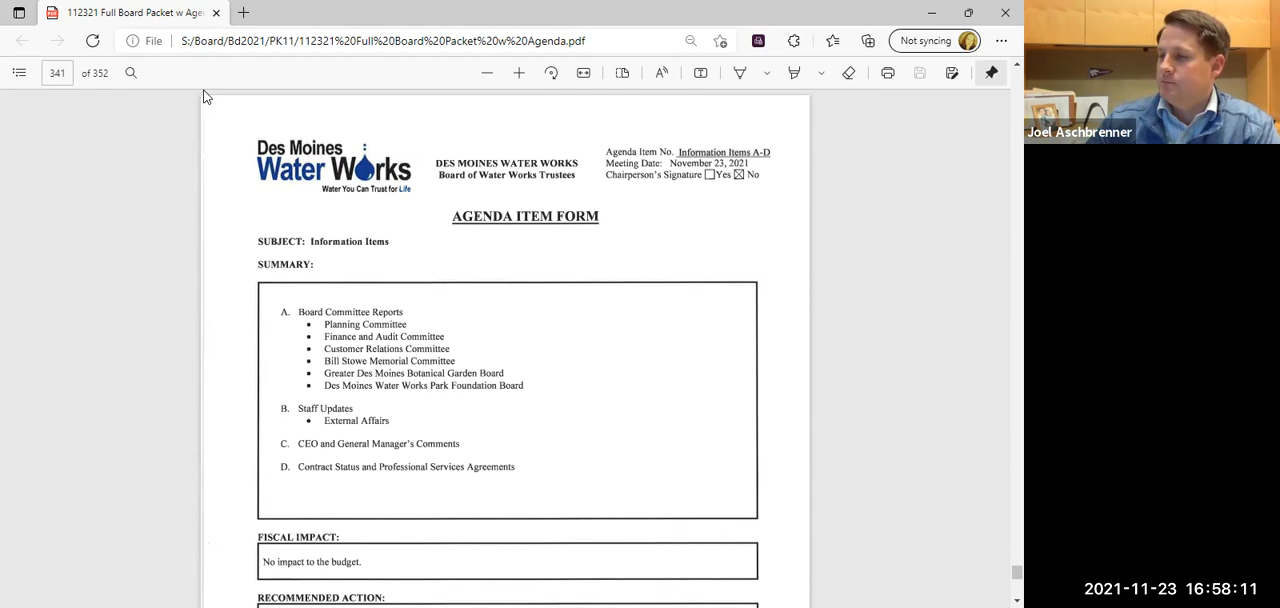 112321 Full Board Packet w Agen
File
S:/Board/Bd2021/PK11/112321%20Full%20Board%20Packet%20w%20Agenda.pdf
Not syncing
341 of 352
Joel Aschbrenner
Des Moines
Water Works
Water You Can Trust for Life
DES MOINES WATER WORKS
Board of Water Works Trustees
Agenda Item No. Information Items A-D
Meeting Date: November 23, 2021
Chairperson's Signature ☐ Yes ☒ No
AGENDA ITEM FORM
SUBJECT: Information Items
SUMMARY:
A. Board Committee Reports
• Planning Committee
• Finance and Audit Committee
• Customer Relations Committee
• Bill Stowe Memorial Committee
• Greater Des Moines Botanical Garden Board
• Des Moines Water Works Park Foundation Board
B. Staff Updates
• External Affairs
C. CEO and General Manager's Comments
D. Contract Status and Professional Services Agreements
FISCAL IMPACT:
No impact to the budget.
RECOMMENDED ACTION:
2021-11-23 16:58:11